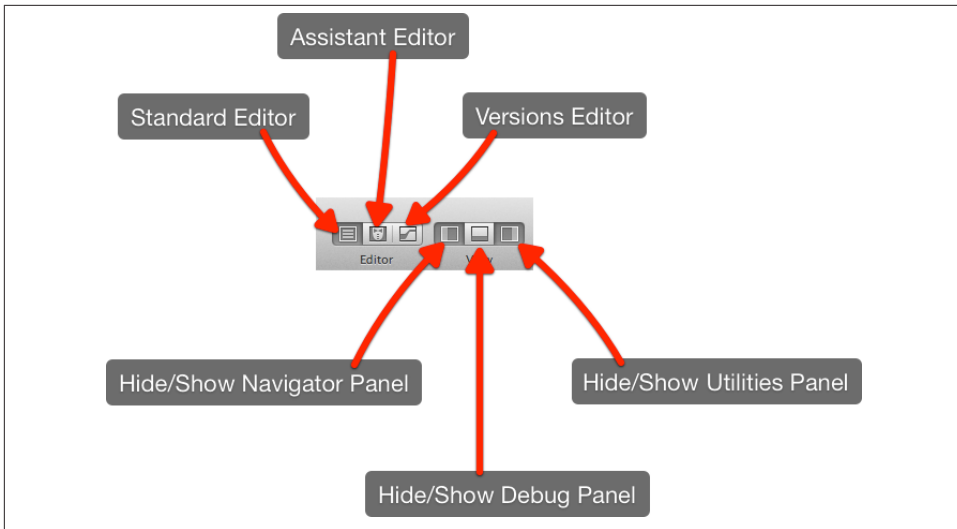 Assistant Editor
Standard Editor
Versions Editor
Editor
Hide/Show Navigator Panel
Hide/Show Utilities Panel
Hide/Show Debug Panel